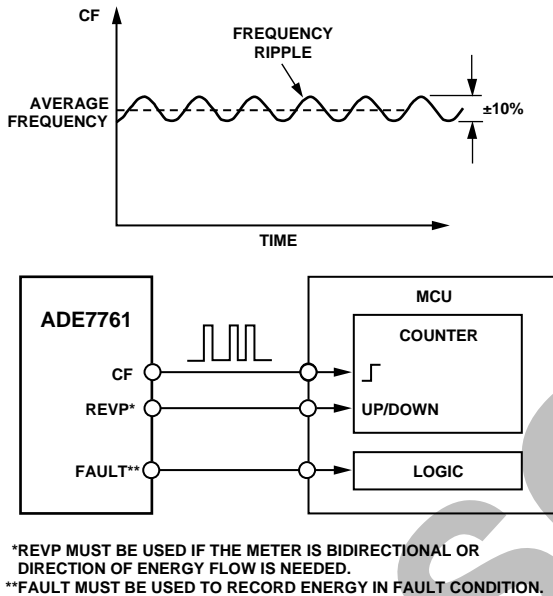 CF
FREQUENCY
RIPPLE
AVERAGE
FREQUENCY
±10%
TIME
ADE7761
MCU
COUNTER
CF
REVP*
UP/DOWN
FAULT**
LOGIC
*REVP MUST BE USED IF THE METER IS BIDIRECTIONAL OR
DIRECTION OF ENERGY FLOW IS NEEDED.
**FAULT MUST BE USED TO RECORD ENERGY IN FAULT CONDITION.